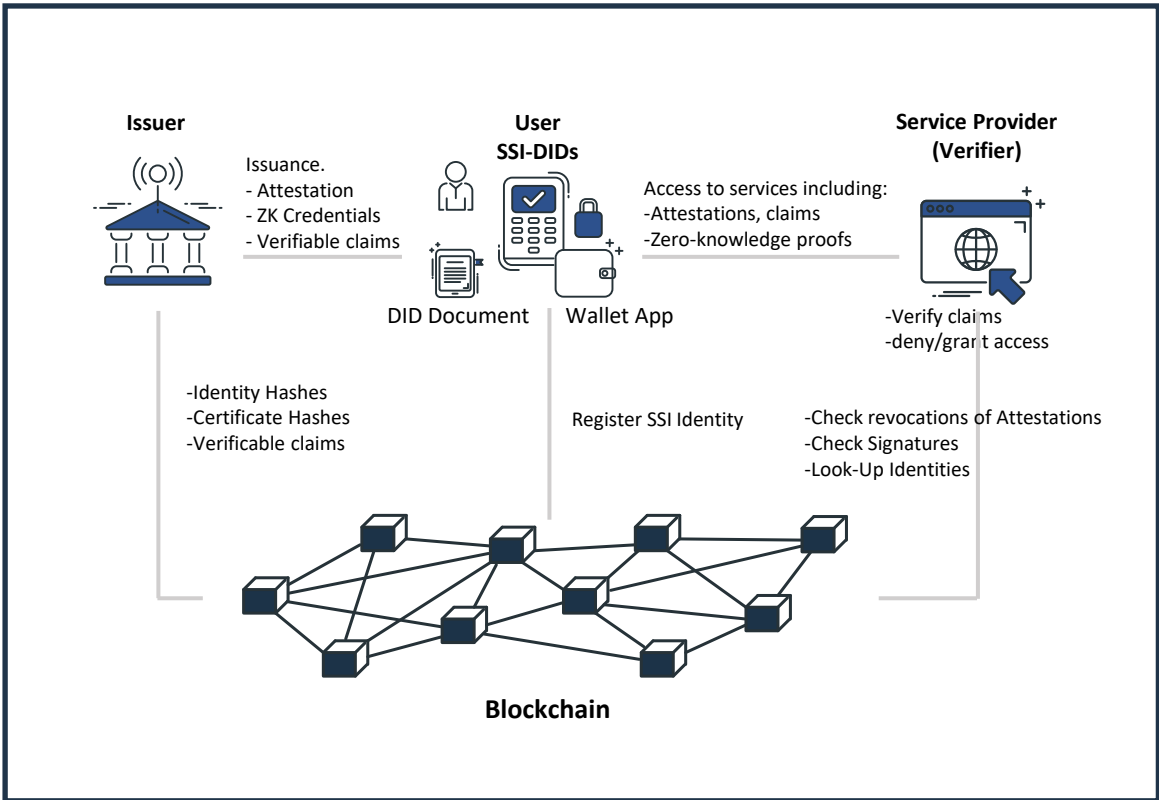 Issuer
Issuance.
- Attestation
- ZK Credentials
- Verifiable claims
User
SSI-DIDs
DID Document
Wallet App
Access to services including:
-Attestations, claims
-Zero-knowledge proofs
Service Provider
(Verifier)
-Verify claims
-deny/grant access
-Identity Hashes
-Certificate Hashes
-Verificable claims
Register SSI Identity
-Check revocations of Attestations
-Check Signatures
-Look-Up Identities
Blockchain